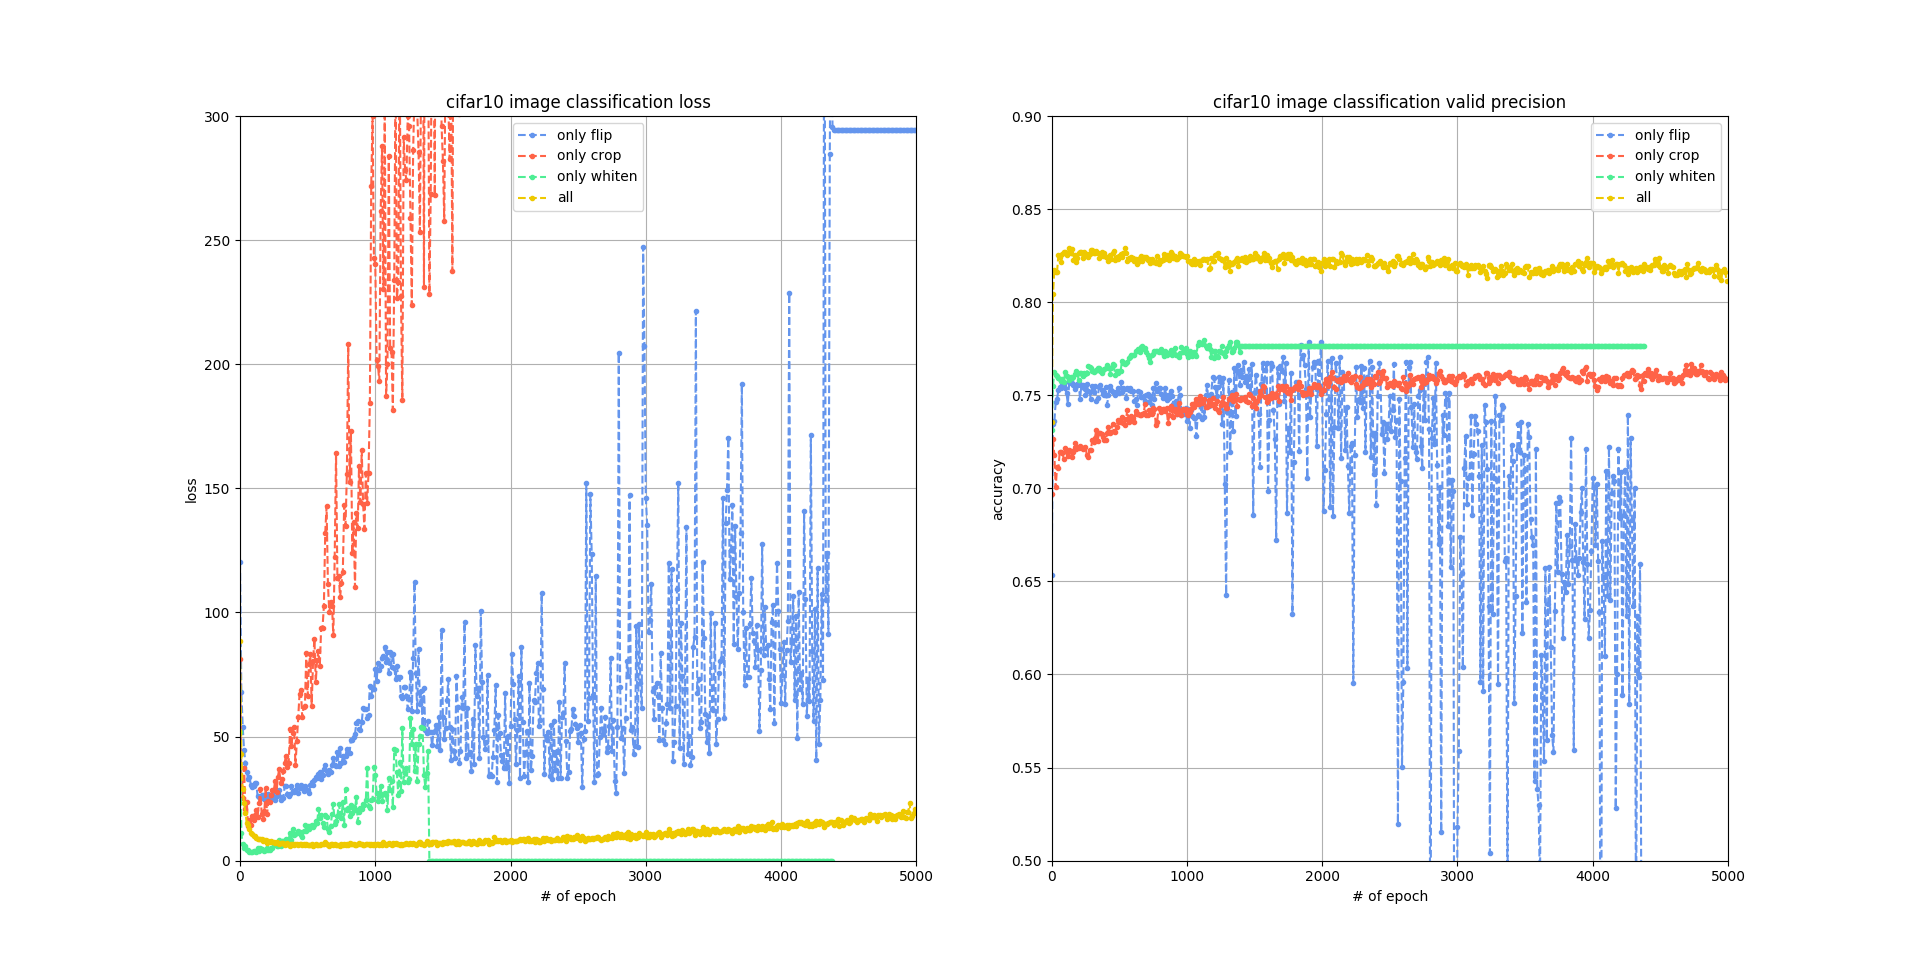 cifar10 image classification loss
300
250
200
150
100
50
0
loss
0 1000 2000 3000 4000 5000
# of epoch
only flip
only crop
only whiten
all
cifar10 image classification valid precision
0.90
0.85
0.80
0.75
0.70
0.65
0.60
0.55
0.50
accuracy
0 1000 2000 3000 4000 5000
# of epoch
only flip
only crop
only whiten
all